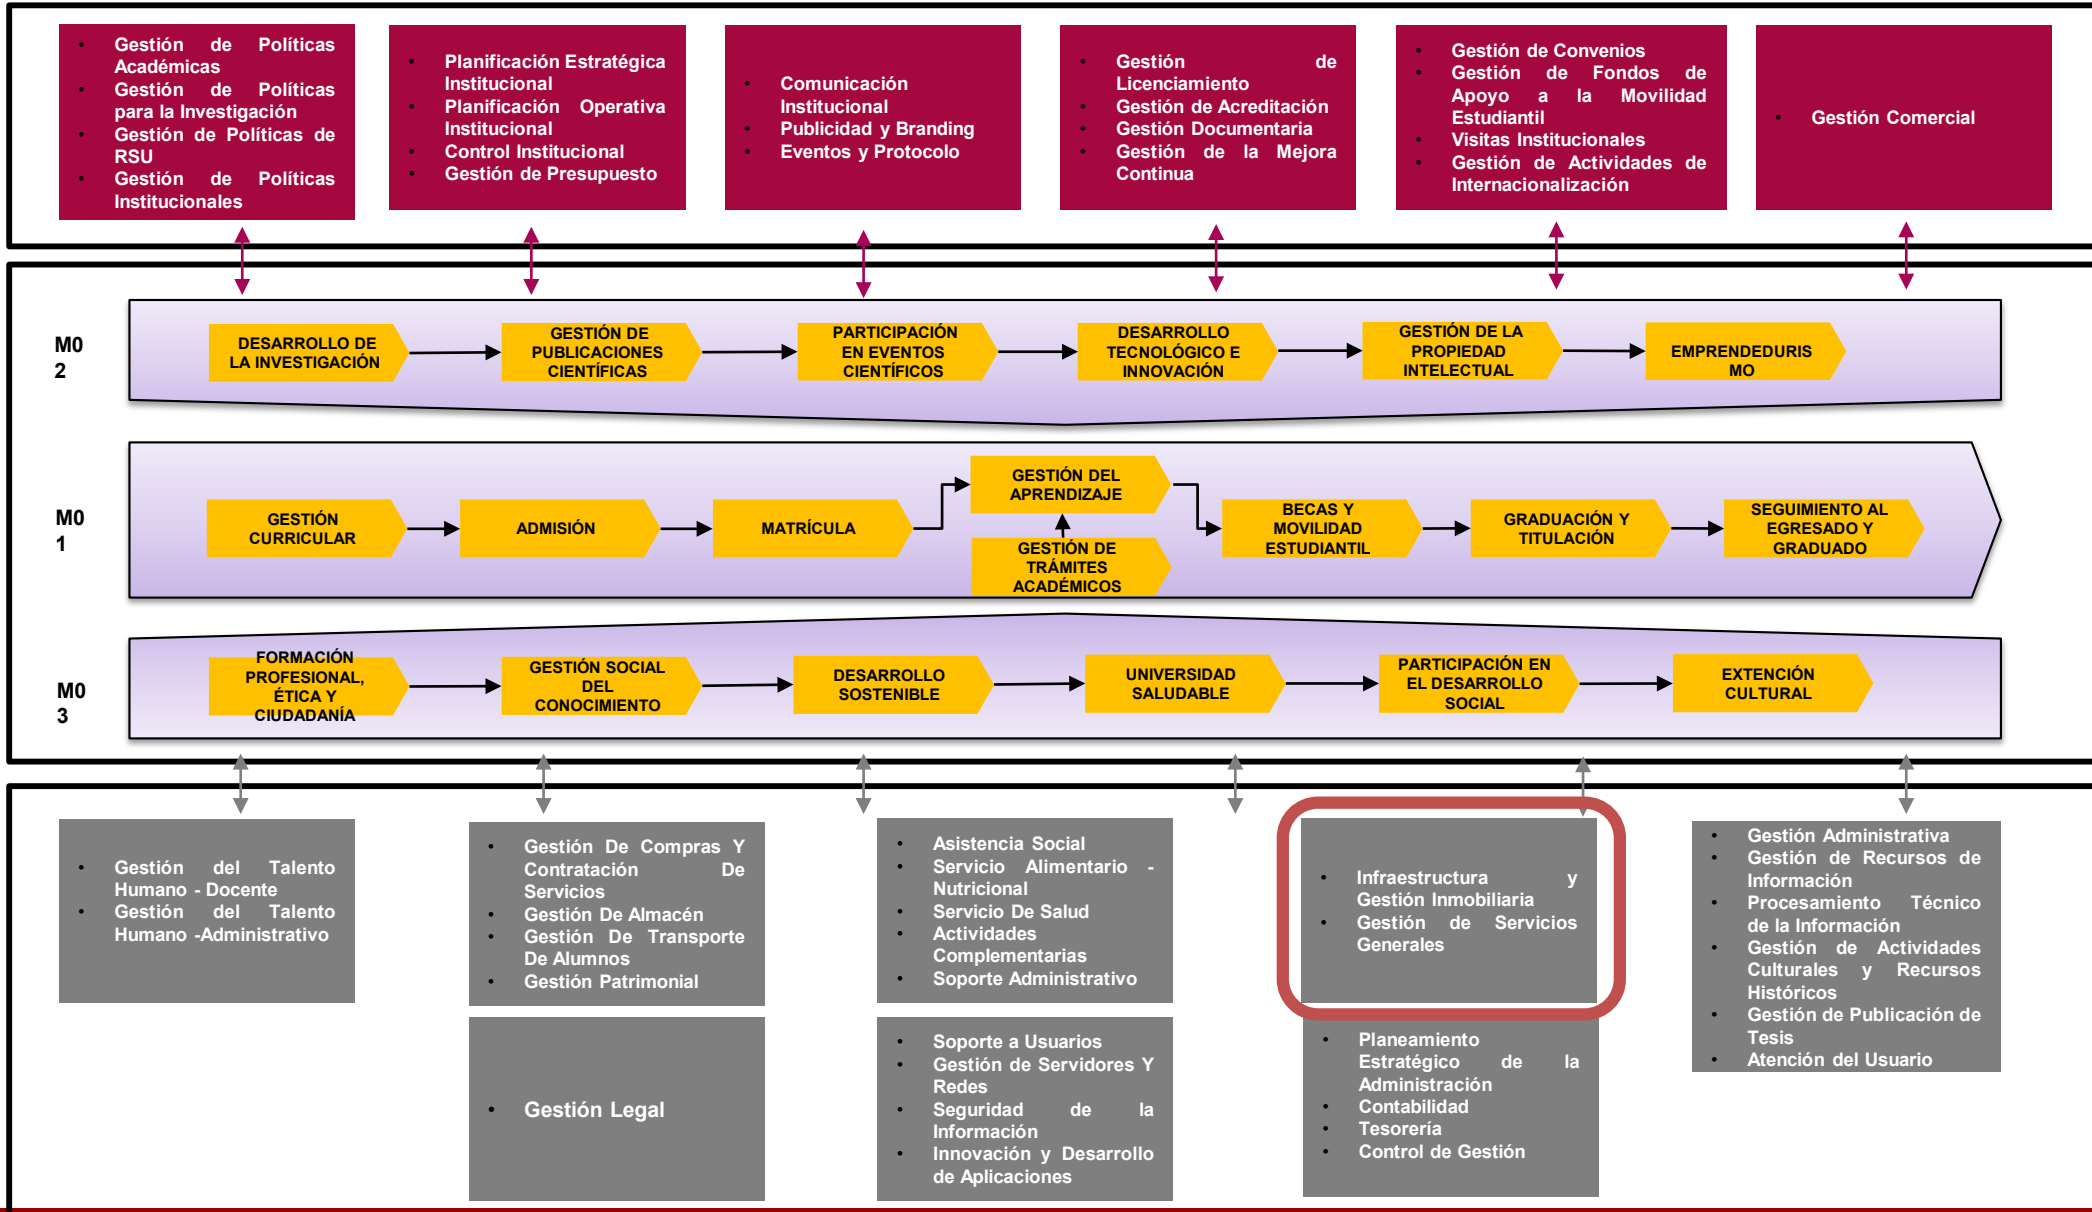 • Gestión de Políticas
Académicas
• Gestión de Políticas
para la Investigación
• Gestión de Políticas de
RSU
• Gestión de Políticas
Institucionales
• Planificación Estratégica
Institucional
• Planificación Operativa
Institucional
• Control Institucional
• Gestión de Presupuesto
• Comunicación
Institucional
• Publicidad y Branding
• Eventos y Protocolo
• Gestión de
Licenciamiento
• Gestión de Acreditación
• Gestión Documentaria
• Gestión de la Mejora
Continua
• Gestión de Convenios
• Gestión de Fondos de
Apoyo a la Movilidad
Estudiantil
• Visitas Institucionales
• Gestión de Actividades de
Internacionalización
• Gestión Comercial
M0
2
DESARROLLO DE
LA INVESTIGACIÓN
GESTIÓN DE
PUBLICACIONES
CIENTÍFICAS
PARTICIPACIÓN
EN EVENTOS
CIENTÍFICOS
DESARROLLO
TECNOLÓGICO E
INNOVACIÓN
GESTIÓN DE LA
PROPIEDAD
INTELECTUAL
EMPRENDEDURIS
MO
M0
1
GESTIÓN
CURRICULAR
ADMISIÓN
MATRÍCULA
GESTIÓN DEL
APRENDIZAJE
GESTIÓN DE
TRÁMITES
ACADÉMICOS
BECAS Y
MOVILIDAD
ESTUDIANTIL
GRADUACIÓN Y
TITULACIÓN
SEGUIMIENTO AL
EGRESADO Y
GRADUADO
M0
3
FORMACIÓN
PROFESIONAL,
ÉTICA Y
CIUDADANÍA
GESTIÓN SOCIAL
DEL
CONOCIMIENTO
DESARROLLO
SOSTENIBLE
UNIVERSIDAD
SALUDABLE
PARTICIPACIÓN EN
EL DESARROLLO
SOCIAL
EXTENCIÓN
CULTURAL
• Gestión del Talento
Humano - Docente
• Gestión del Talento
Humano -Administrativo
• Gestión De Compras Y
Contratación De
Servicios
• Gestión De Almacén
• Gestión De Transporte
De Alumnos
• Gestión Patrimonial
• Asistencia Social
• Servicio Alimentario -
Nutricional
• Servicio De Salud
• Actividades
Complementarias
• Soporte Administrativo
• Infraestructura y
Gestión Inmobiliaria
• Gestión de Servicios
Generales
• Gestión Administrativa
• Gestión de Recursos de
Información
• Procesamiento Técnico
de la Información
• Gestión de Actividades
Culturales y Recursos
Históricos
• Gestión de Publicación de
Tesis
• Atención del Usuario
• Gestión Legal
• Soporte a Usuarios
• Gestión de Servidores Y
Redes
• Seguridad de la
Información
• Innovación y Desarrollo
de Aplicaciones
• Planeamiento
Estratégico de la
Administración
• Contabilidad
• Tesorería
• Control de Gestión